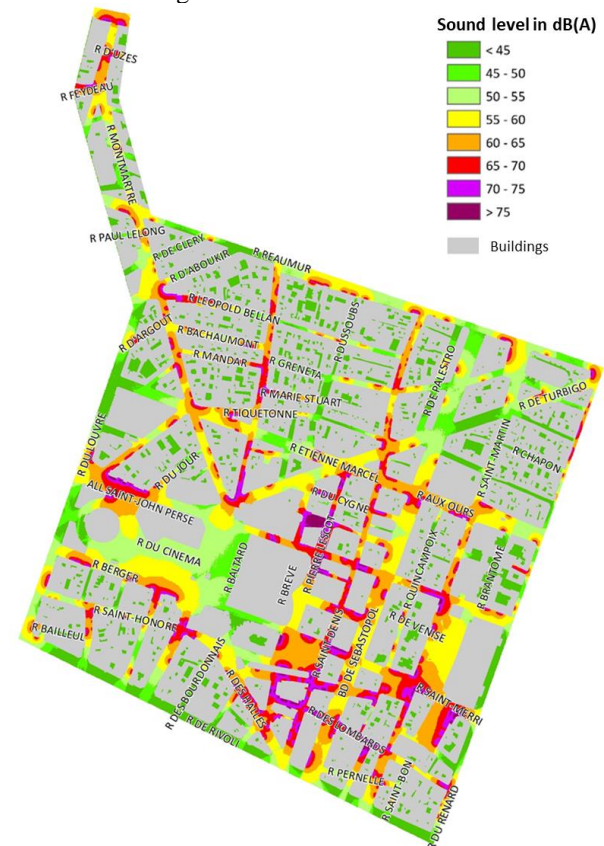 Sound level in dB(A)
< 45
45 - 50
50 - 55
55 - 60
60 - 65
65 - 70
70 - 75
> 75
Buildings
R D'UZES
R FEYDEAU
R MONTMARTRE
R PAUL LELONG
R DE CLERY
R D'ABOUKIR
R REAUMUR
R LEOPOLD BELLAN
R D'ARGOUT
R BACHAUMONT
R MANDAR
R GRENETA
R DUSSOUBS
R DE PALESTRO
R MARIE STUART
R TIQUETONNE
R DE TURBIGO
R DU LOUVRE
R DU JOUR
R ETIENNE MARCEL
R SAINT-MARTIN
R CHAPON
ALL SAINT-JOHN PERSE
R DU CYGNE
R AUX OURS
R DU CINEMA
R BALTARD
R BREVE
R PIERRE LESCOT
R QUINCAMPOIX
R BRANTOME
R BERGER
R SAINT-HONORE
R BAILLEUL
R DES BOURDONNAIS
R DES HALLES
R SAINT-DENIS
BD DE SEBASTOPOL
R DE VENISE
R SAINT-MERRI
R DE RIVOLI
R DES LOMBARDS
R PERNELLE
R SAINT-BON
R DU RENARD